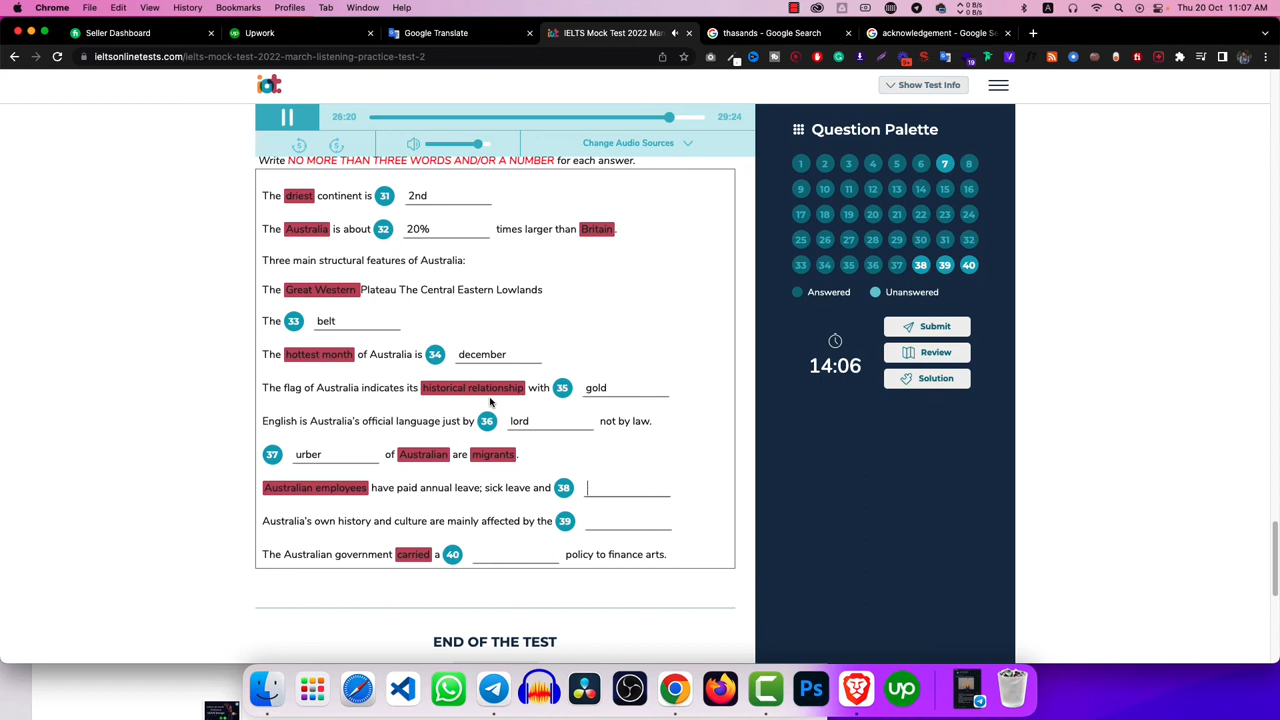 Chrome File Edit View History Bookmarks Profiles Tab Window Help 0 B/s 0 B/s A Thu 20 Oct 11:07 AM
Seller Dashboard Upwork Google Translate IELTS Mock Test 2022 Mar thasands - Google Search acknowledgement - Google Se
ieltsonlinetests.com/ielts-mock-test-2022-march-listening-practice-test-2
iot Show Test Info
26:20 29:24
5 5 Change Audio Sources
Write NO MORE THAN THREE WORDS AND/OR A NUMBER for each answer.
The driest continent is 31 2nd
The Australia is about 32 20% times larger than Britain.
Three main structural features of Australia:
The Great Western Plateau The Central Eastern Lowlands
The 33 belt
The hottest month of Australia is 34 december
The flag of Australia indicates its historical relationship with 35 gold
English is Australia's official language just by 36 lord not by law.
37 urber of Australian are migrants.
Australian employees have paid annual leave; sick leave and 38
Australia's own history and culture are mainly affected by the 39
The Australian government carried a 40 policy to finance arts.
END OF THE TEST
Question Palette
1 2 3 4 5 6 7 8
9 10 11 12 13 14 15 16
17 18 19 20 21 22 23 24
25 26 27 28 29 30 31 32
33 34 35 36 37 38 39 40
Answered Unanswered
14:06
Submit
Review
Solution
Ps up